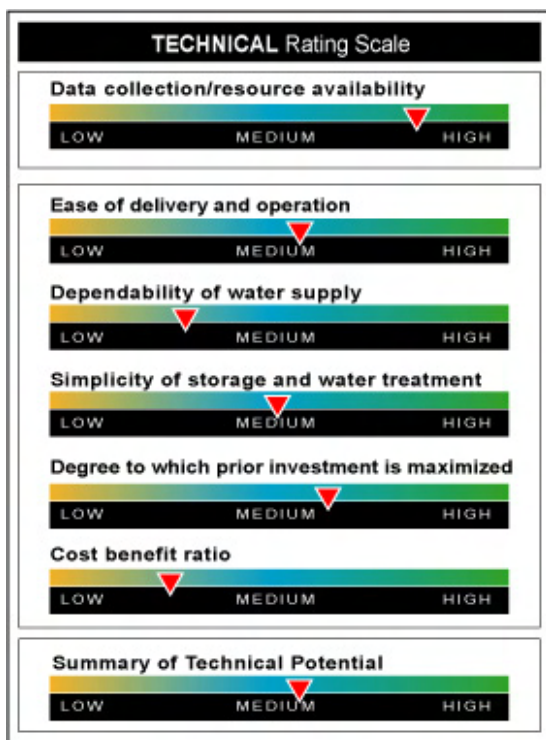 TECHNICAL Rating Scale
Data collection/resource availability
LOW MEDIUM HIGH
Ease of delivery and operation
LOW MEDIUM HIGH
Dependability of water supply
LOW MEDIUM HIGH
Simplicity of storage and water treatment
LOW MEDIUM HIGH
Degree to which prior investment is maximized
LOW MEDIUM HIGH
Cost benefit ratio
LOW MEDIUM HIGH
Summary of Technical Potential
LOW MEDIUM HIGH